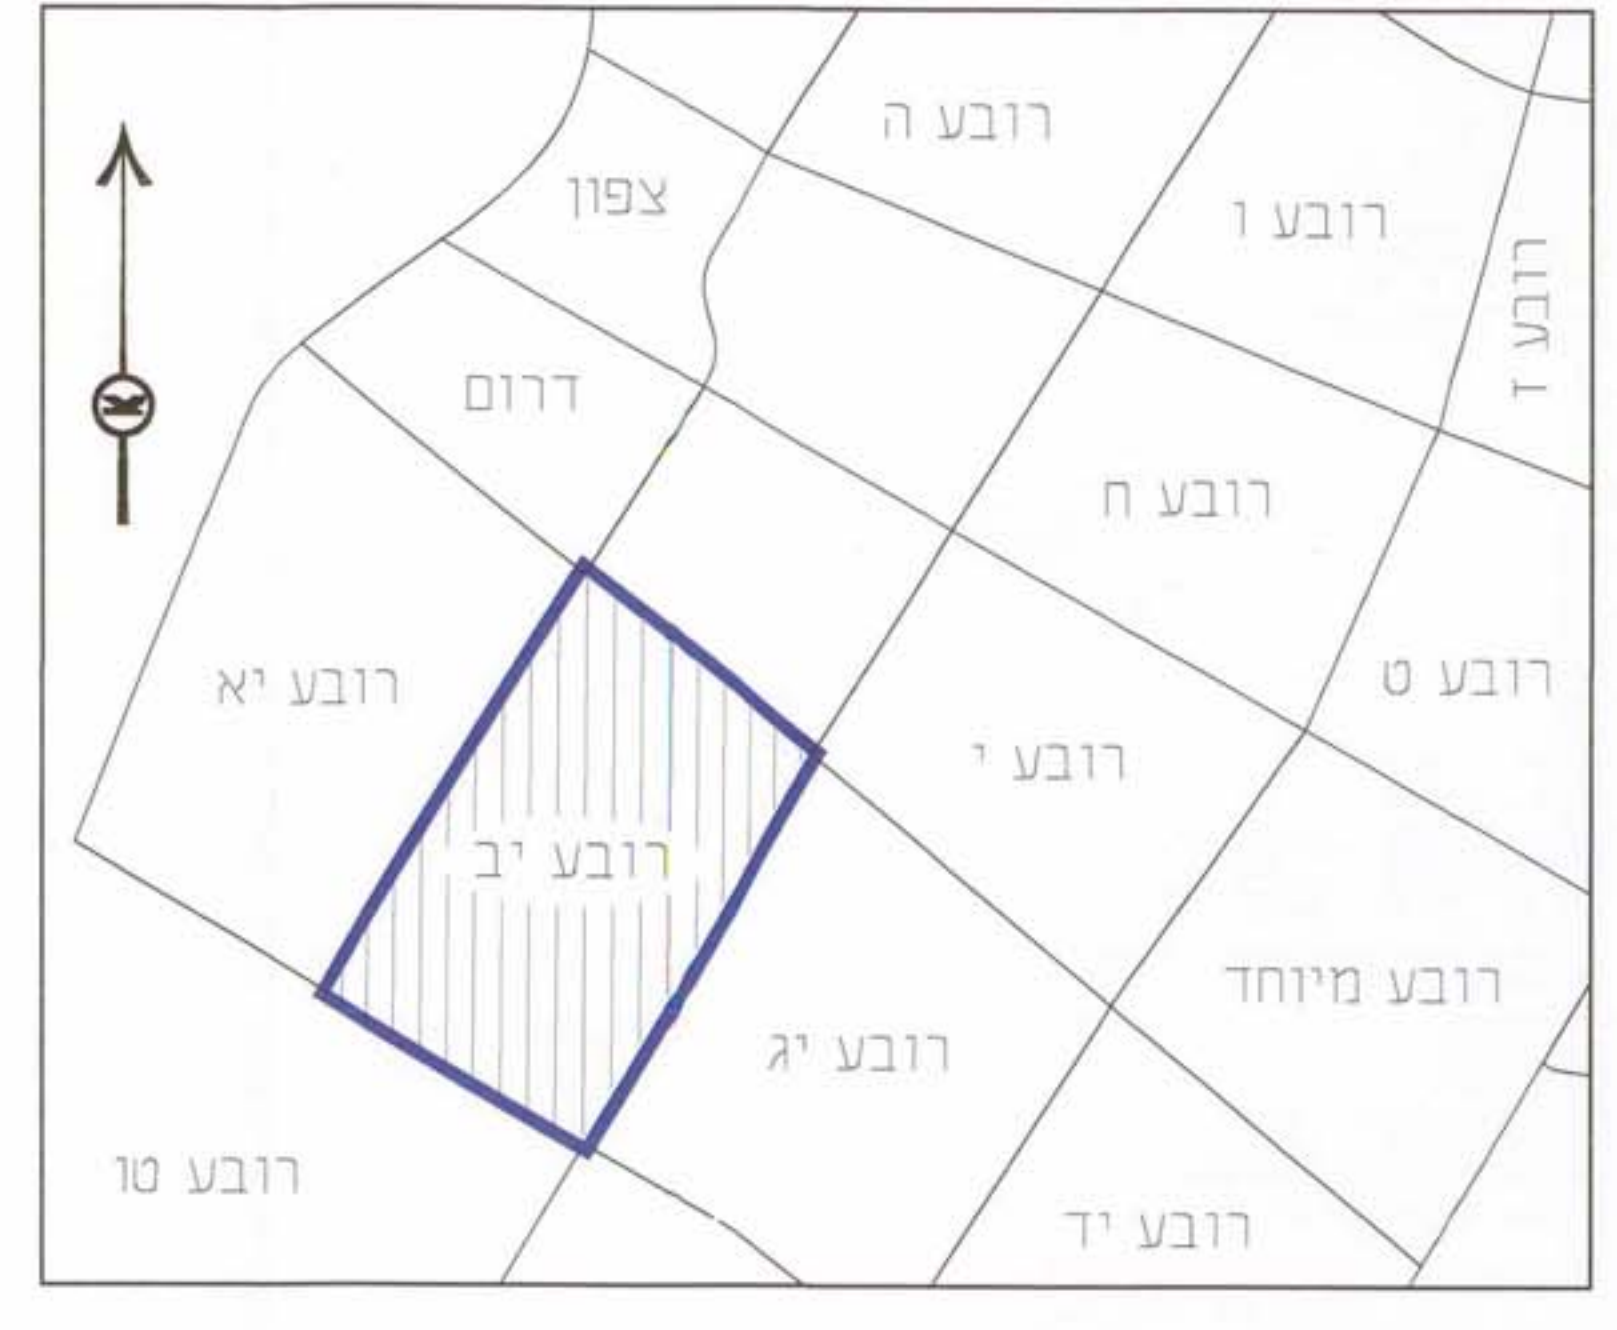 רובע ה
צפון
רובע ו
רובע ז
דרום
רובע ח
רובע ט
רובע יא
רובע י
רובע יב
רובע מיוחד
רובע יג
רובע טו
רובע יד